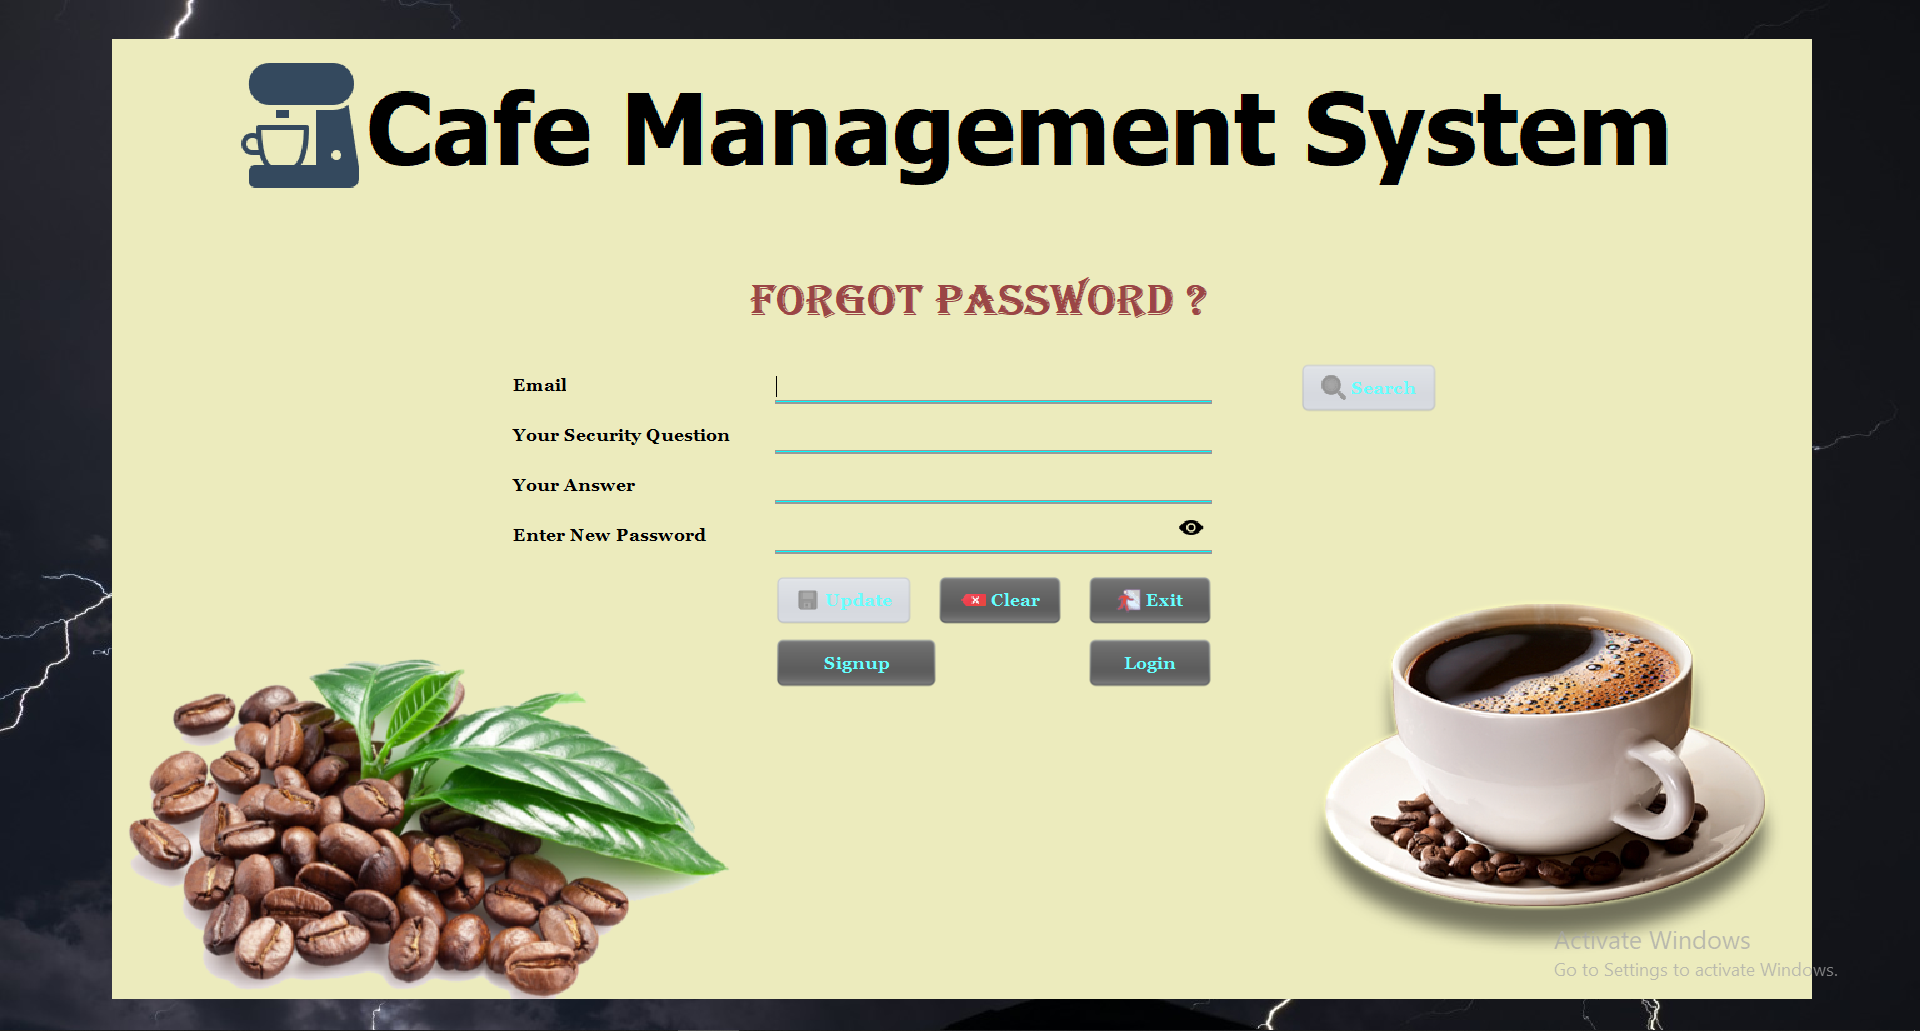 Cafe Management System
FORGOT PASSWORD ?
Email
Search
Your Security Question
Your Answer
Enter New Password
Update
Clear
Exit
Signup
Login
Activate Windows
Go to Settings to activate Windows.